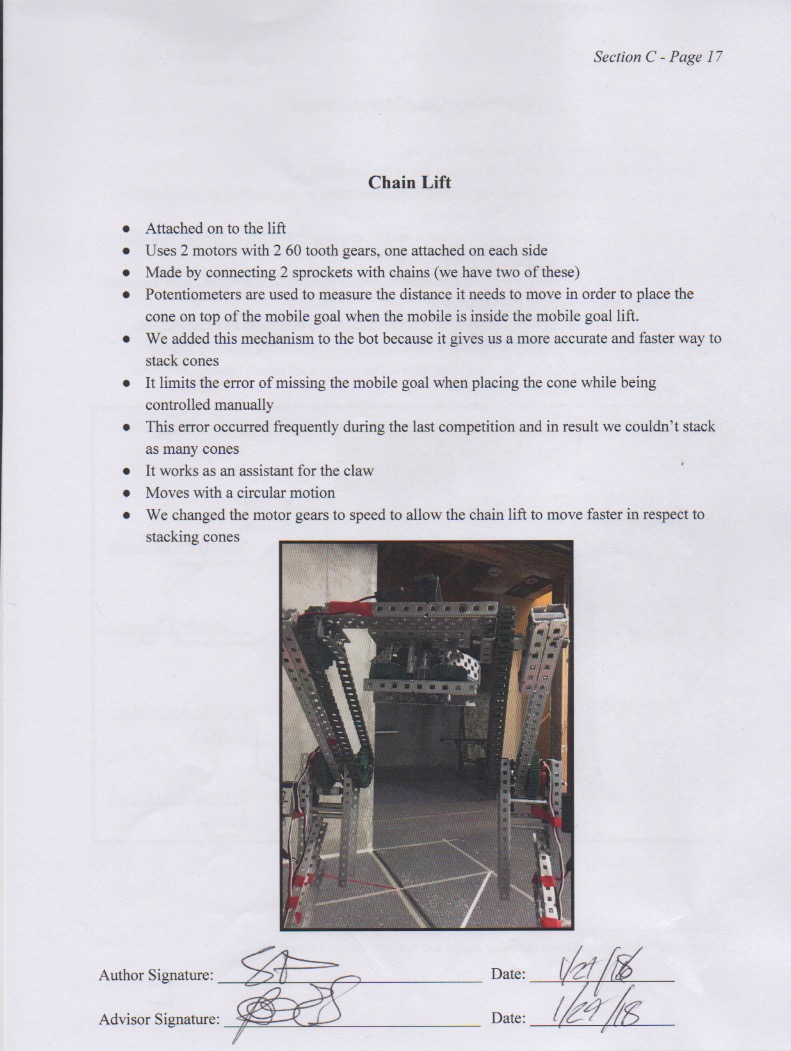 Section C - Page 17
Chain Lift
● Attached on to the lift
● Uses 2 motors with 2 60 tooth gears, one attached on each side
● Made by connecting 2 sprockets with chains (we have two of these)
● Potentiometers are used to measure the distance it needs to move in order to place the
cone on top of the mobile goal when the mobile is inside the mobile goal lift.
● We added this mechanism to the bot because it gives us a more accurate and faster way to
stack cones
● It limits the error of missing the mobile goal when placing the cone while being
controlled manually
● This error occurred frequently during the last competition and in result we couldn't stack
as many cones
● It works as an assistant for the claw
● Moves with a circular motion
● We changed the motor gears to speed to allow the chain lift to move faster in respect to
stacking cones
Author Signature: Date:
Advisor Signature: Date: 1/29/18